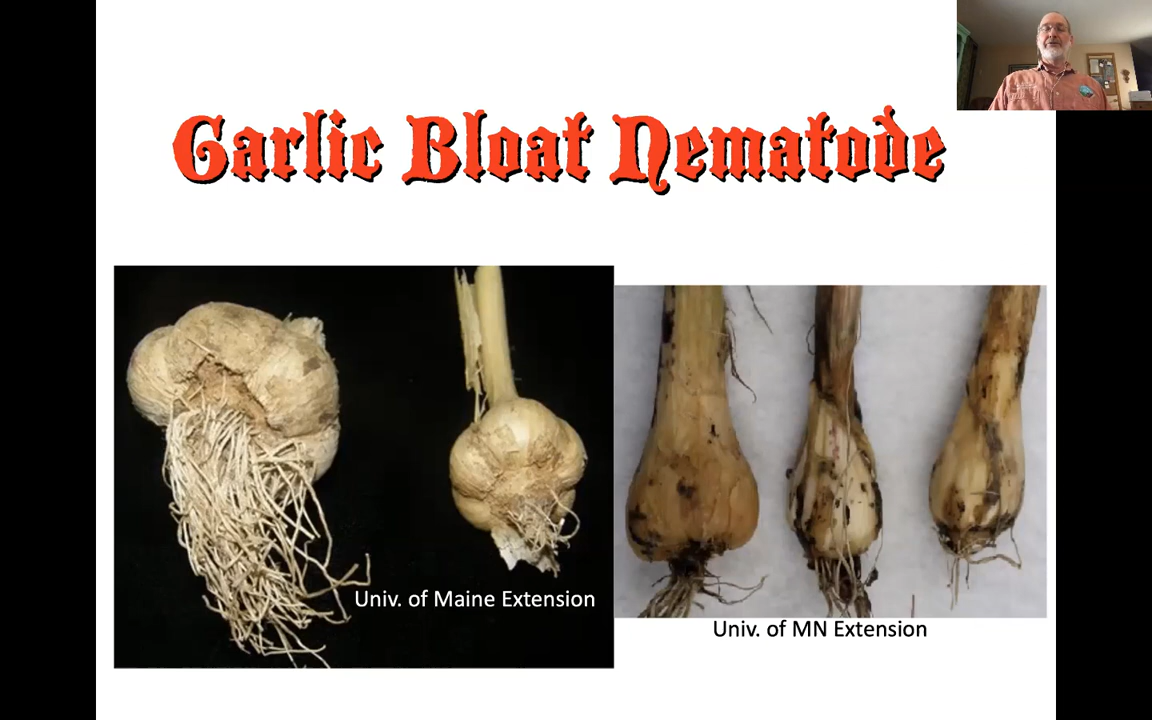 Garlic Bloat Nematode
Univ. of Maine Extension
Univ. of MN Extension